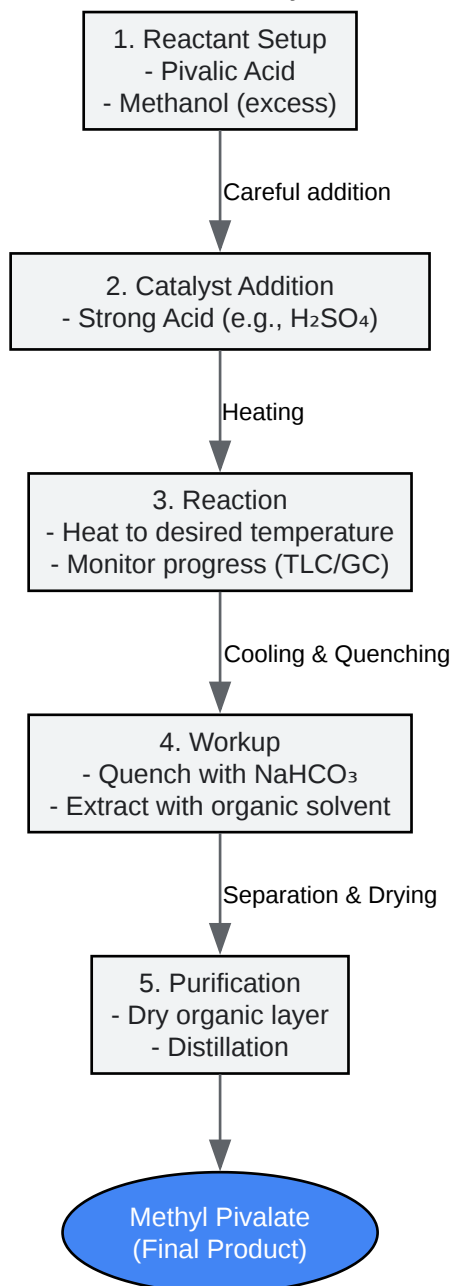 1. Reactant Setup
- Pivalic Acid
- Methanol (excess)
Careful addition
2. Catalyst Addition
- Strong Acid (e.g., H₂SO₄)
Heating
3. Reaction
- Heat to desired temperature
- Monitor progress (TLC/GC)
Cooling & Quenching
4. Workup
- Quench with NaHCO₃
- Extract with organic solvent
Separation & Drying
5. Purification
- Dry organic layer
- Distillation
Methyl Pivalate
(Final Product)